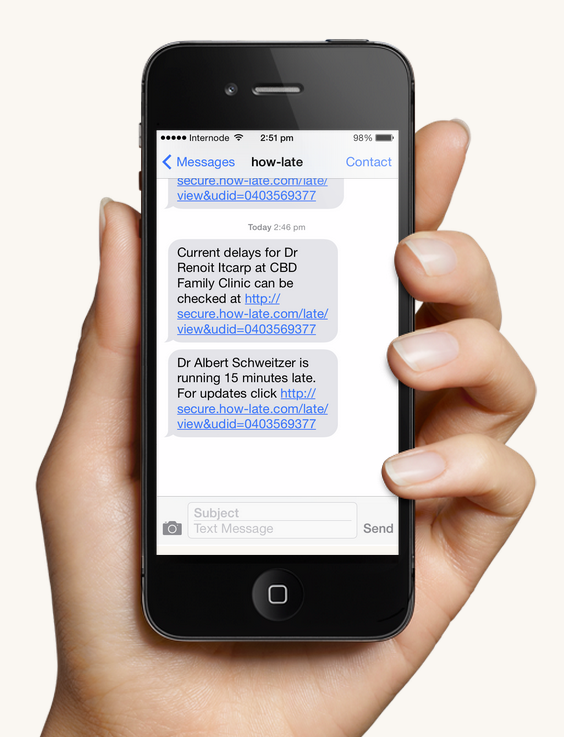 Internode 2:51 pm 98%
Messages how-late Contact
secure.how-late.com/late/
view&udid=0403569377
Today 2:46 pm
Current delays for Dr
Renoit Itcarp at CBD
Family Clinic can be
checked at http://
secure.how-late.com/late/
view&udid=0403569377
Dr Albert Schweitzer is
running 15 minutes late.
For updates click http://
secure.how-late.com/late/
view&udid=0403569377
Subject
Text Message
Send